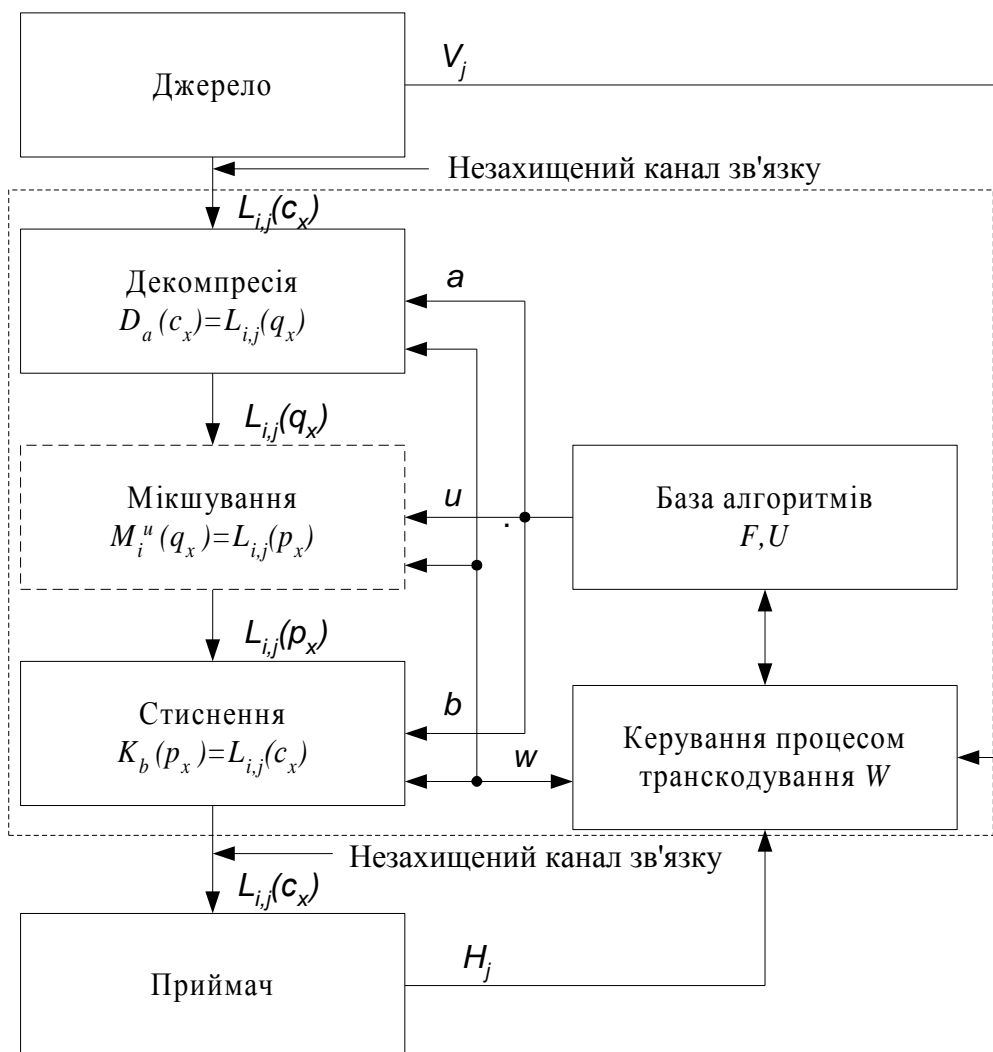 Джерело
V_j
Незахищений канал зв'язку
L_{i,j}(c_x)
Декомпресія
D_a(c_x)=L_{i,j}(q_x)
a
L_{i,j}(q_x)
Мікшування
M_i^u(q_x)=L_{i,j}(p_x)
u
.
База алгоритмів
F,U
L_{i,j}(p_x)
Стиснення
K_b(p_x)=L_{i,j}(c_x)
b
w
Керування процесом
транскодування W
Незахищений канал зв'язку
L_{i,j}(c_x)
Приймач
H_j